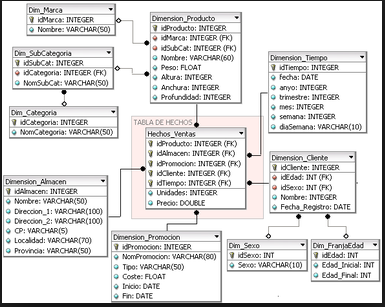 Dim_Marca
idMarca: INTEGER
Nombre: VARCHAR(50)
Dim_SubCategoria
idSubCat: INTEGER
idCategoria: INTEGER (FK)
NomSubCat: VARCHAR(50)
Dim_Categoria
idCategoria: INTEGER
NomCategoria: VARCHAR(50)
Dimension_Producto
idProducto: INTEGER
idMarca: INTEGER (FK)
idSubCat: INTEGER (FK)
Nombre: VARCHAR(60)
Peso: FLOAT
Altura: INTEGER
Anchura: INTEGER
Profundidad: INTEGER
Dimension_Tiempo
idTiempo: INTEGER
fecha: DATE
anyo: INTEGER
trimestre: INTEGER
mes: INTEGER
semana: INTEGER
diaSemana: VARCHAR(10)
TABLA DE HECHOS
Hechos_Ventas
idProducto: INTEGER (FK)
idAlmacen: INTEGER (FK)
idPromocion: INTEGER (FK)
idCliente: INTEGER (FK)
idTiempo: INTEGER (FK)
Unidades: INTEGER
Precio: DOUBLE
Dimension_Cliente
idCliente: INTEGER
idEdad: INT (FK)
idSexo: INT (FK)
Nombre: INTEGER
Fecha_Registro: DATE
Dimension_Almacen
idAlmacen: INTEGER
Nombre: VARCHAR(50)
Direccion_1: VARCHAR(100)
Direccion_2: VARCHAR(100)
CP: VARCHAR(5)
Localidad: VARCHAR(70)
Provincia: VARCHAR(50)
Dimension_Promocion
idPromocion: INTEGER
NomPromocion: VARCHAR(80)
Tipo: VARCHAR(50)
Coste: FLOAT
Inicio: DATE
Fin: DATE
Dim_Sexo
idSexo: INT
Sexo: VARCHAR(10)
Dim_FranjaEdad
idEdad: INT
Edad_Inicial: INT
Edad_Final: INT